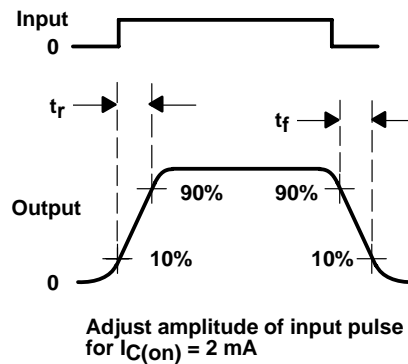 Input
0
tr
tf
90%
90%
Output
10%
10%
0
Adjust amplitude of input pulse
for IC(on) = 2 mA